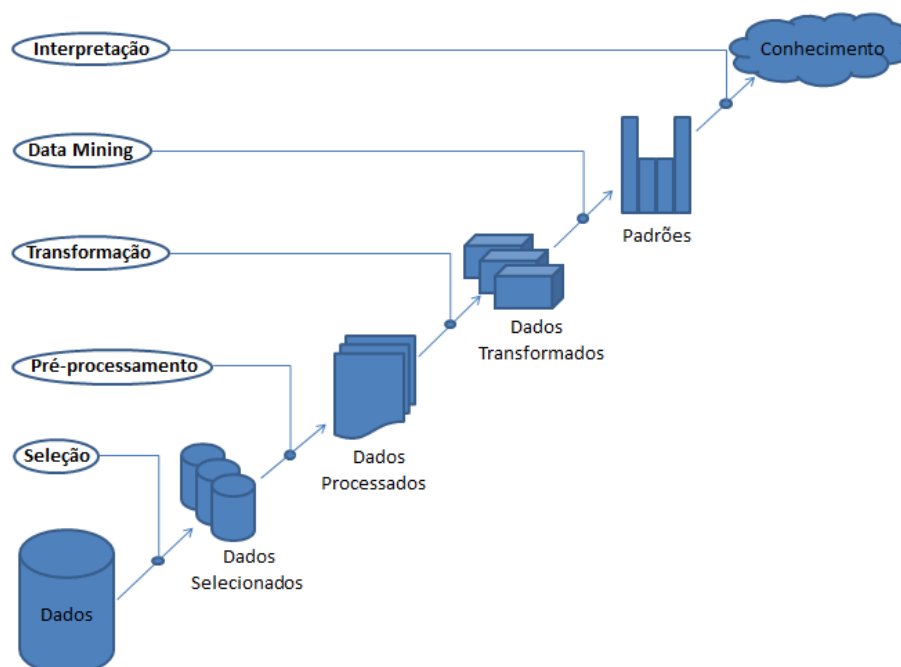 Interpretação
Conhecimento
Data Mining
Padrões
Transformação
Dados
Transformados
Pré-processamento
Dados
Processados
Seleção
Dados
Selecionados
Dados